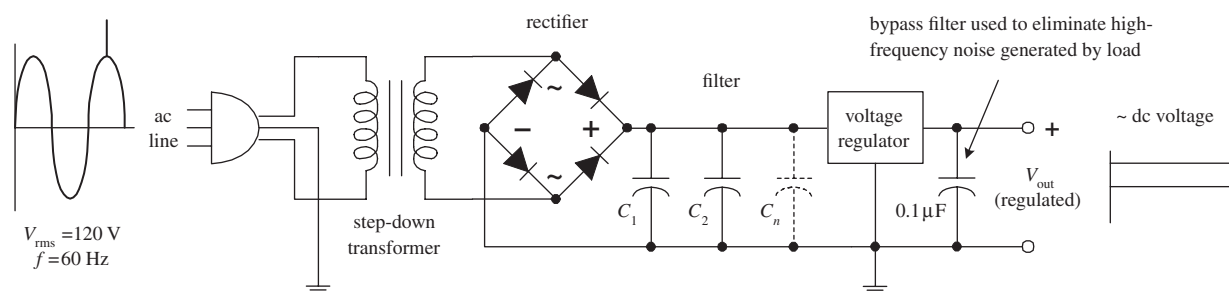 rectifier
bypass filter used to eliminate high-
frequency noise generated by load
filter
ac
line
~
− +
~
voltage
regulator
+
~ dc voltage
V_out
(regulated)
C_1
C_2
C_n
0.1 µF
step-down
transformer
V_rms = 120 V
f = 60 Hz